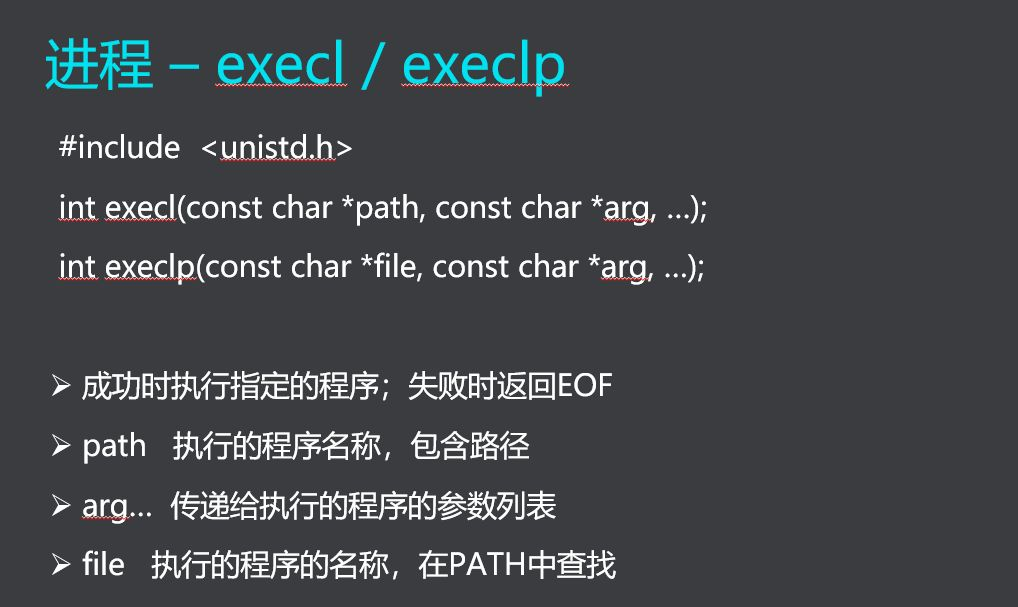 进程 – execl / execlp
#include <unistd.h>
int execl(const char *path, const char *arg, …);
int execlp(const char *file, const char *arg, …);
➢ 成功时执行指定的程序；失败时返回EOF
➢ path 执行的程序名称，包含路径
➢ arg… 传递给执行的程序的参数列表
➢ file 执行的程序的名称，在PATH中查找